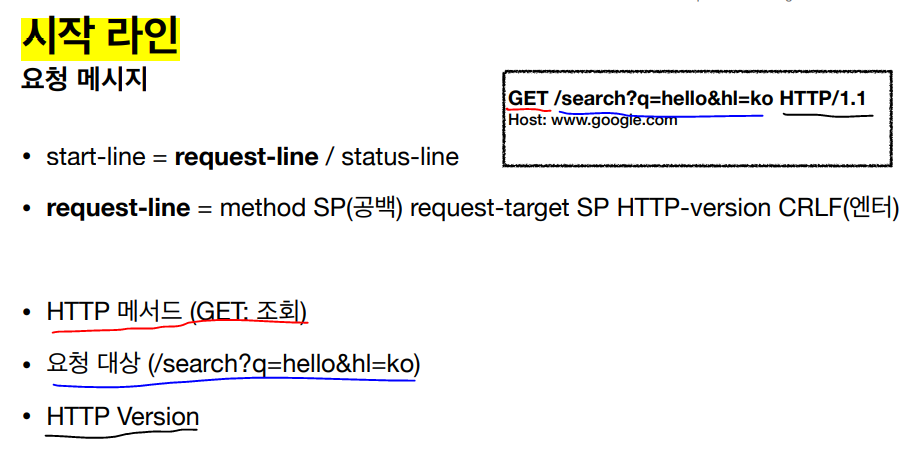 시작 라인
요청 메시지
GET /search?q=hello&hl=ko HTTP/1.1
Host: www.google.com
• start-line = request-line / status-line
• request-line = method SP(공백) request-target SP HTTP-version CRLF(엔터)
• HTTP 메서드 (GET: 조회)
• 요청 대상 (/search?q=hello&hl=ko)
• HTTP Version